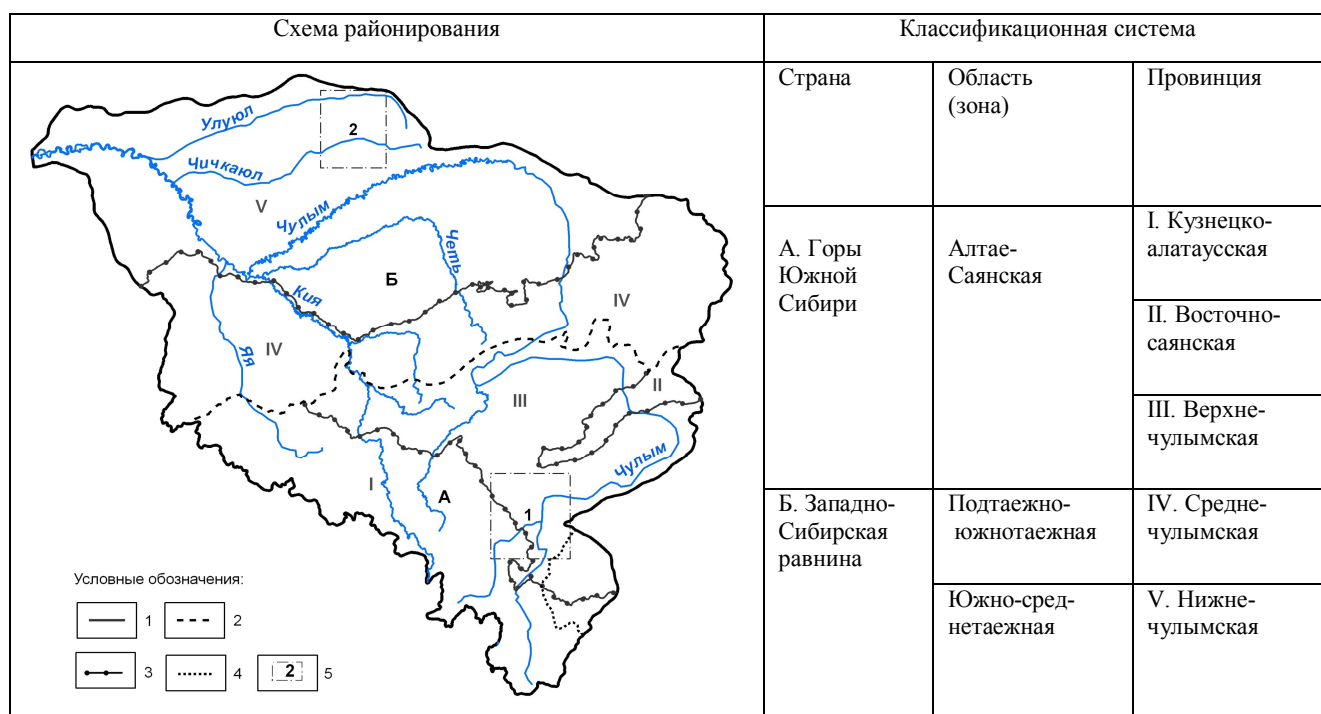 Схема районирования
Классификационная система
Страна
Область
(зона)
Провинция
А. Горы
Южной
Сибири
Алтае-
Саянская
I. Кузнецко-
алатаусская
II. Восточно-
саянская
III. Верхне-
чулымская
Б. Западно-
Сибирская
равнина
Подтаежно-
южнотаежная
IV. Средне-
чулымская
Южно-сред-
нетаежная
V. Нижне-
чулымская
Улуюл
2
Чичкаюл
V
Чулым
Четь
Б
Кия
IV
IV
Яя
II
III
Чулым
I
А
1
Условные обозначения:
1
2
3
4
2
5